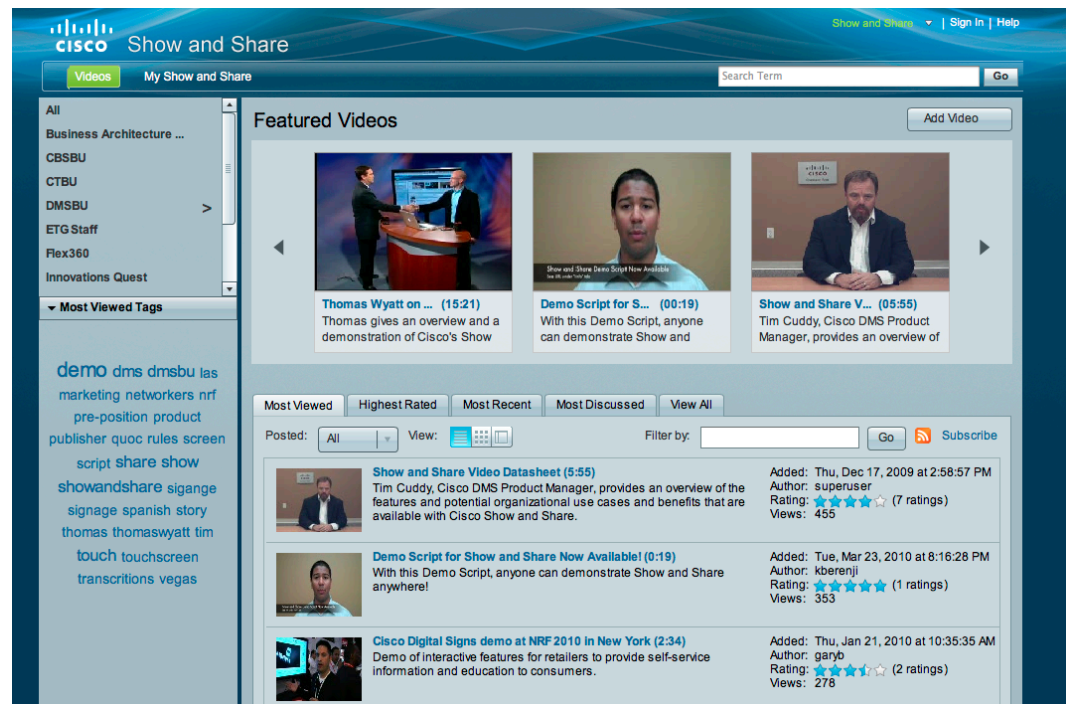 Show and Share | Sign In | Help
CISCO Show and Share
Videos My Show and Share Search Term Go
All
Business Architecture ...
CBSBU
CTBU
DMSBU >
ETG Staff
Flex360
Innovations Quest
Most Viewed Tags
demo dms dmsbu las
marketing networkers nrf
pre-position product
publisher quoc rules screen
script share show
showandshare sigange
signage spanish story
thomas thomaswyatt tim
touch touchscreen
transcritions vegas
Featured Videos Add Video
CISCO
Show and Share Demo Script Now Available
Thomas Wyatt on ... (15:21)
Thomas gives an overview and a
demonstration of Cisco's Show
Demo Script for S... (00:19)
With this Demo Script, anyone
can demonstrate Show and
Show and Share V... (05:55)
Tim Cuddy, Cisco DMS Product
Manager, provides an overview of
Most Viewed Highest Rated Most Recent Most Discussed View All
Posted: All View: Filter by: Go Subscribe
Show and Share Video Datasheet (5:55)
Tim Cuddy, Cisco DMS Product Manager, provides an overview of the
features and potential organizational use cases and benefits that are
available with Cisco Show and Share.
Added: Thu, Dec 17, 2009 at 2:58:57 PM
Author: superuser
Rating: (7 ratings)
Views: 455
Demo Script for Show and Share Now Available! (0:19)
With this Demo Script, anyone can demonstrate Show and Share
anywhere!
Added: Tue, Mar 23, 2010 at 8:16:28 PM
Author: kberenji
Rating: (1 ratings)
Views: 353
Cisco Digital Signs demo at NRF 2010 in New York (2:34)
Demo of interactive features for retailers to provide self-service
information and education to consumers.
Added: Thu, Jan 21, 2010 at 10:35:35 AM
Author: garyb
Rating: (2 ratings)
Views: 278